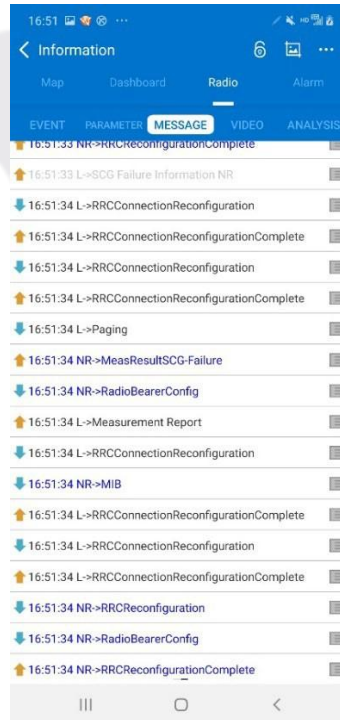 16:51
Information
Map Dashboard Radio Alarm
EVENT PARAMETER MESSAGE VIDEO ANALYSIS
16:51:33 NR->RRCReconfigurationComplete
16:51:33 L->SCG Failure Information NR
16:51:34 L->RRCConnectionReconfiguration
16:51:34 L->RRCConnectionReconfigurationComplete
16:51:34 L->RRCConnectionReconfiguration
16:51:34 L->RRCConnectionReconfigurationComplete
16:51:34 L->Paging
16:51:34 NR->MeasResultSCG-Failure
16:51:34 NR->RadioBearerConfig
16:51:34 L->Measurement Report
16:51:34 L->RRCConnectionReconfiguration
16:51:34 NR->MIB
16:51:34 L->RRCConnectionReconfigurationComplete
16:51:34 L->RRCConnectionReconfiguration
16:51:34 L->RRCConnectionReconfigurationComplete
16:51:34 NR->RRCReconfiguration
16:51:34 NR->RadioBearerConfig
16:51:34 NR->RRCReconfigurationComplete